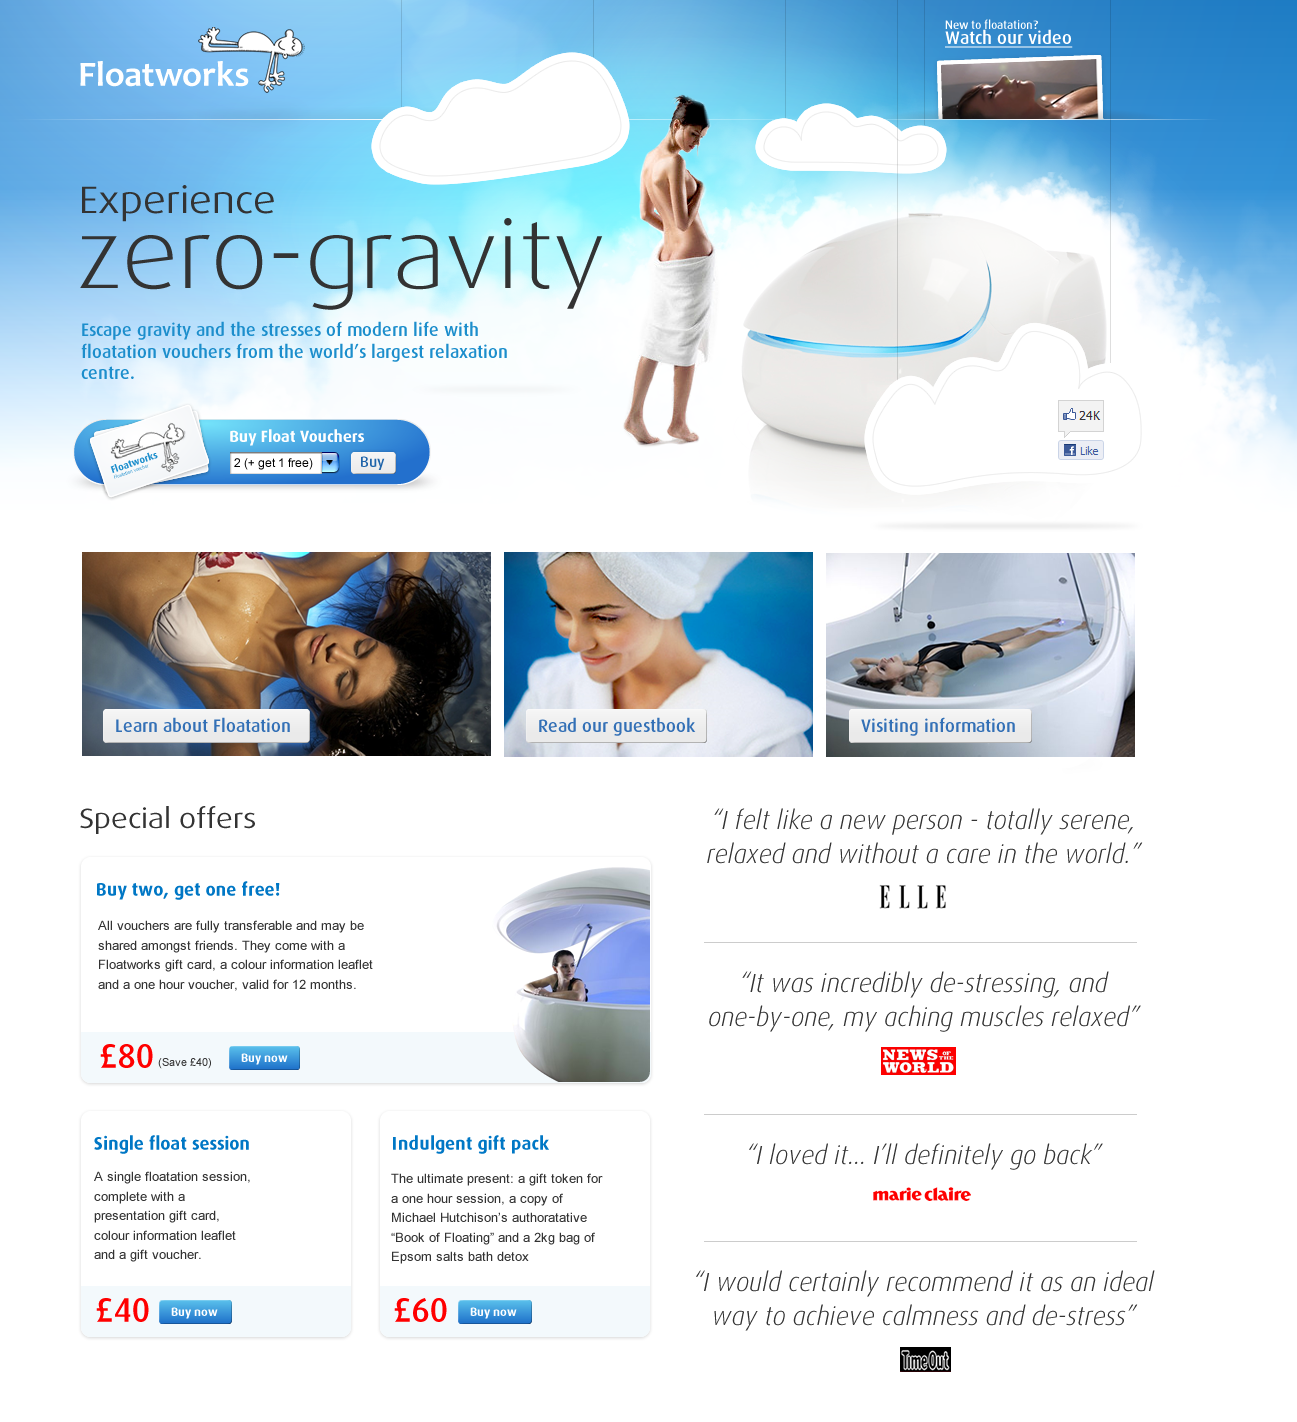 Floatworks
New to floatation?
Watch our video
Experience
zero-gravity
Escape gravity and the stresses of modern life with
floatation vouchers from the world's largest relaxation
centre.
Floatworks
Buy Float Vouchers
2 (+ get 1 free)
Buy
24K
Like
Learn about Floatation
Read our guestbook
Visiting information
Special offers
Buy two, get one free!
All vouchers are fully transferable and may be
shared amongst friends. They come with a
Floatworks gift card, a colour information leaflet
and a one hour voucher, valid for 12 months.
£80 (Save £40) Buy now
Single float session
A single floatation session,
complete with a
presentation gift card,
colour information leaflet
and a gift voucher.
£40 Buy now
Indulgent gift pack
The ultimate present: a gift token for
a one hour session, a copy of
Michael Hutchison's authoratative
“Book of Floating” and a 2kg bag of
Epsom salts bath detox
£60 Buy now
“I felt like a new person - totally serene,
relaxed and without a care in the world.”
ELLE
“It was incredibly de-stressing, and
one-by-one, my aching muscles relaxed”
NEWS OF THE
WORLD
“I loved it... I'll definitely go back”
marie claire
“I would certainly recommend it as an ideal
way to achieve calmness and de-stress”
Time Out